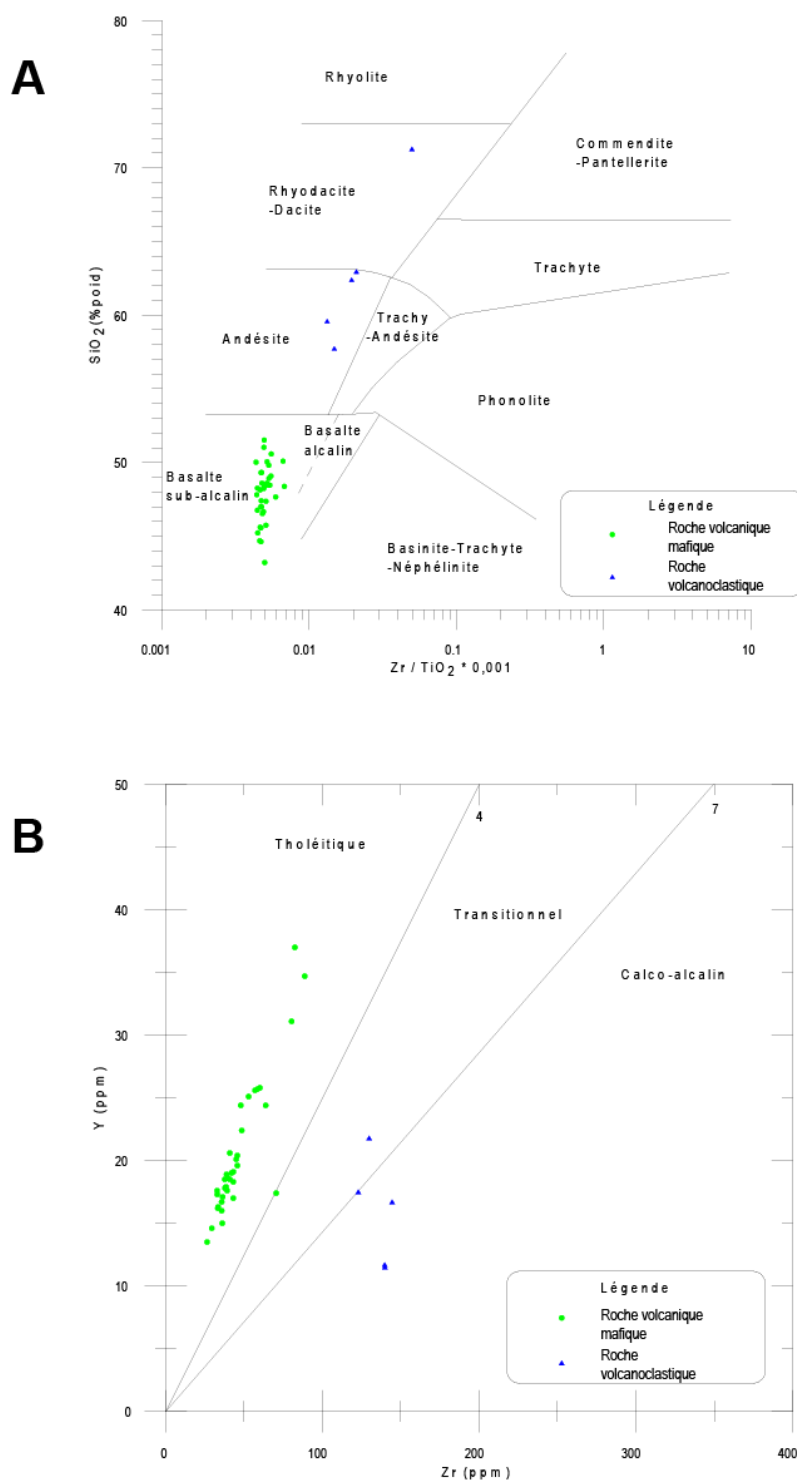 A
80
70
60
50
40
SiO2 (%poid)
Rhyolite
Commendite
-Pantellerite
Rhyodacite
-Dacite
Trachyte
Andésite
Trachy
-Andésite
Phonolite
Basalte
alcalin
Basalte
sub-alcalin
Basinite-Trachyte
-Néphélinite
Légende
Roche volcanique
mafique
Roche
volcanoclastique
0.001
0.01
0.1
1
10
Zr / TiO2 * 0,001
B
50
40
30
20
10
0
Y (ppm)
4
7
Tholéitique
Transitionnel
Calco-alcalin
Légende
Roche volcanique
mafique
Roche
volcanoclastique
0
100
200
300
400
Zr (ppm)